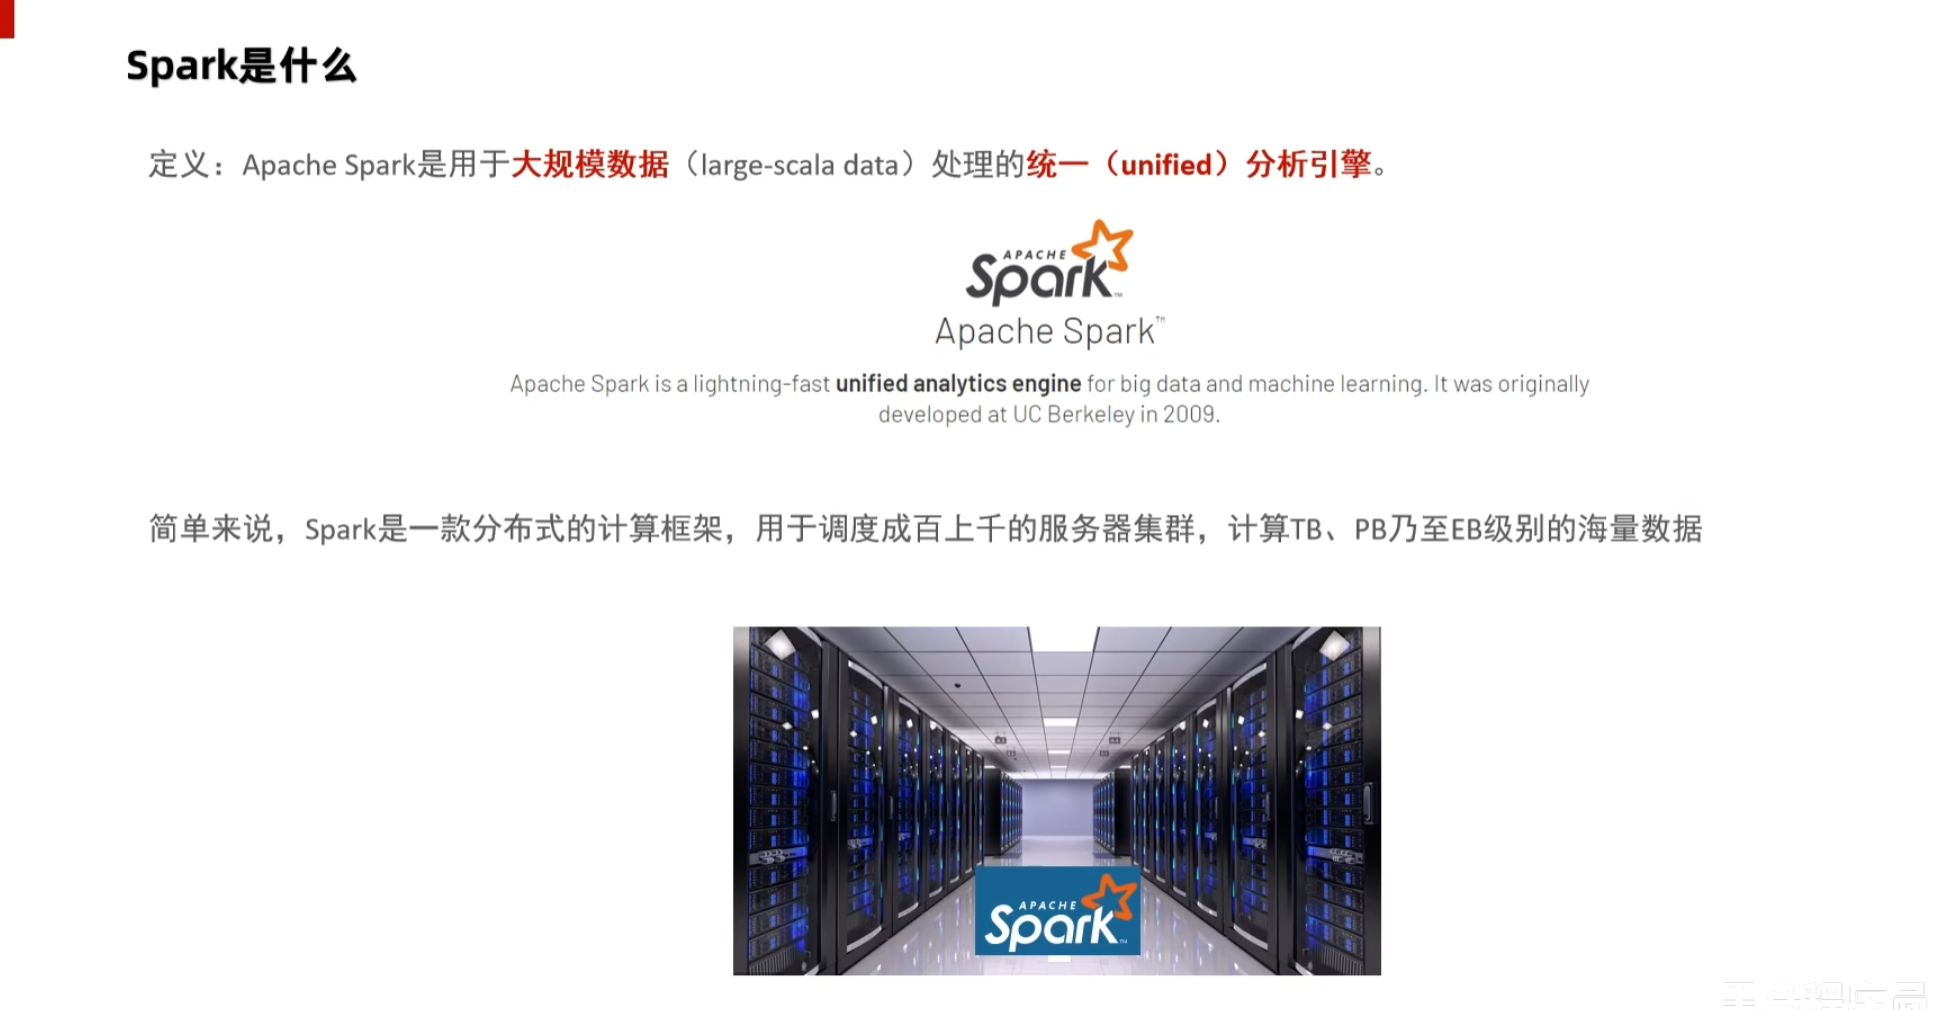 Spark是什么
定义：Apache Spark是用于大规模数据（large-scala data）处理的统一（unified）分析引擎。
APACHE
Spark™
Apache Spark™
Apache Spark is a lightning-fast unified analytics engine for big data and machine learning. It was originally
developed at UC Berkeley in 2009.
简单来说，Spark是一款分布式的计算框架，用于调度成百上千的服务器集群，计算TB、PB乃至EB级别的海量数据
APACHE
Spark™